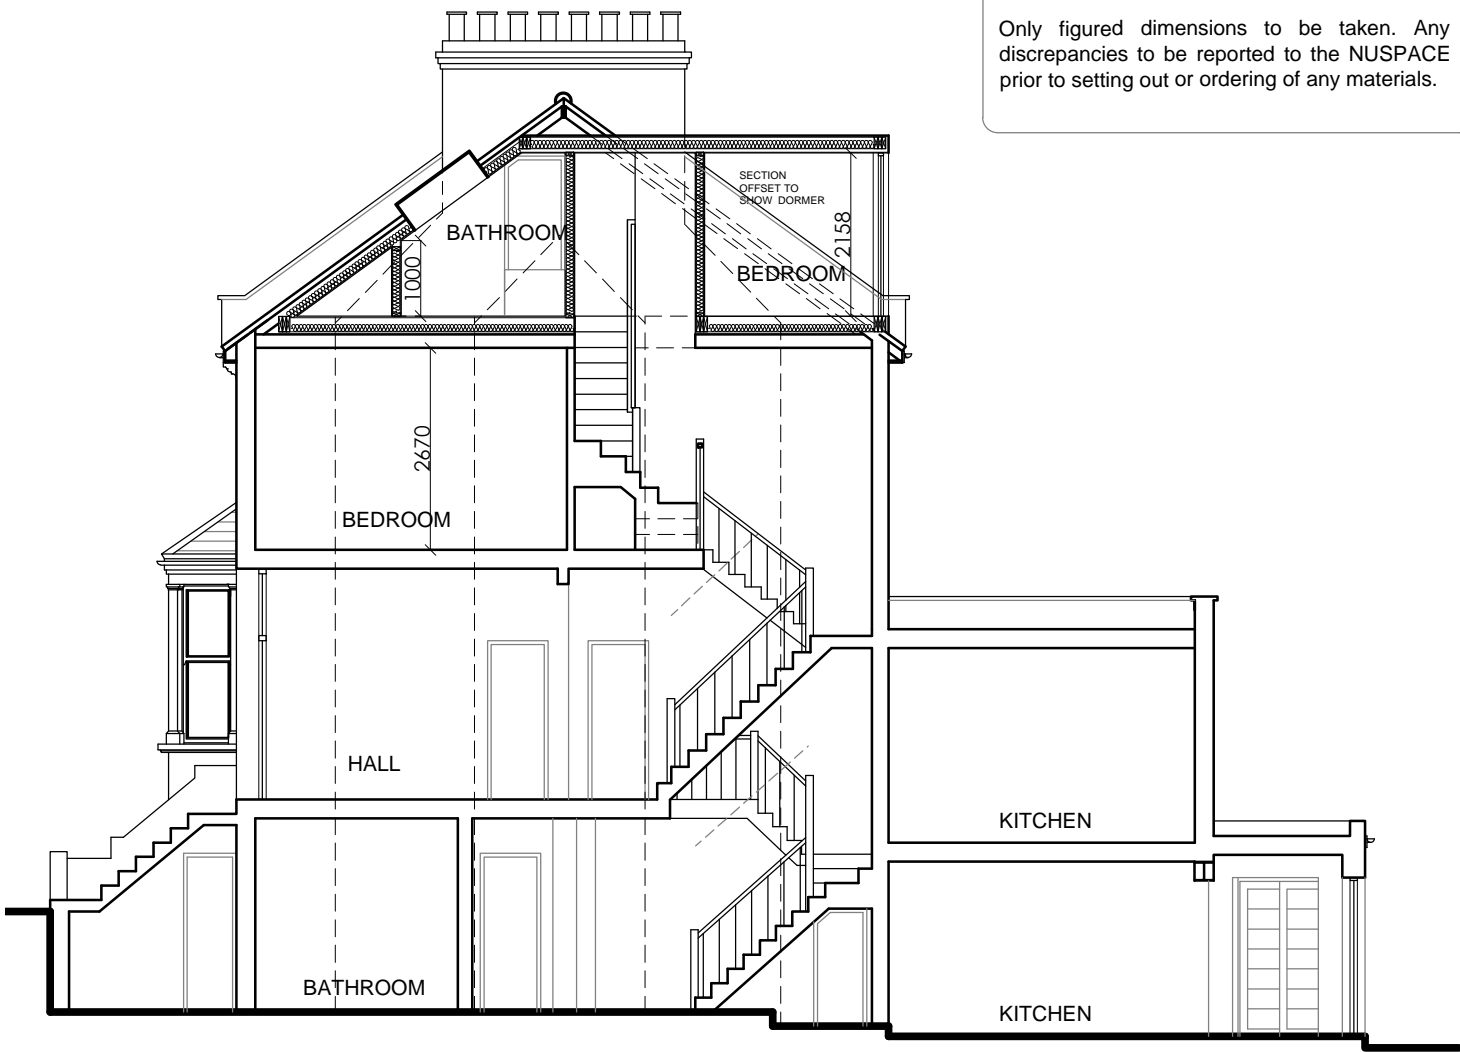 Only figured dimensions to be taken. Any
discrepancies to be reported to the NUSPACE
prior to setting out or ordering of any materials.
SECTION
OFFSET TO
SHOW DORMER
BATHROOM
2158
BEDROOM
1000
2670
BEDROOM
HALL
KITCHEN
BATHROOM
KITCHEN